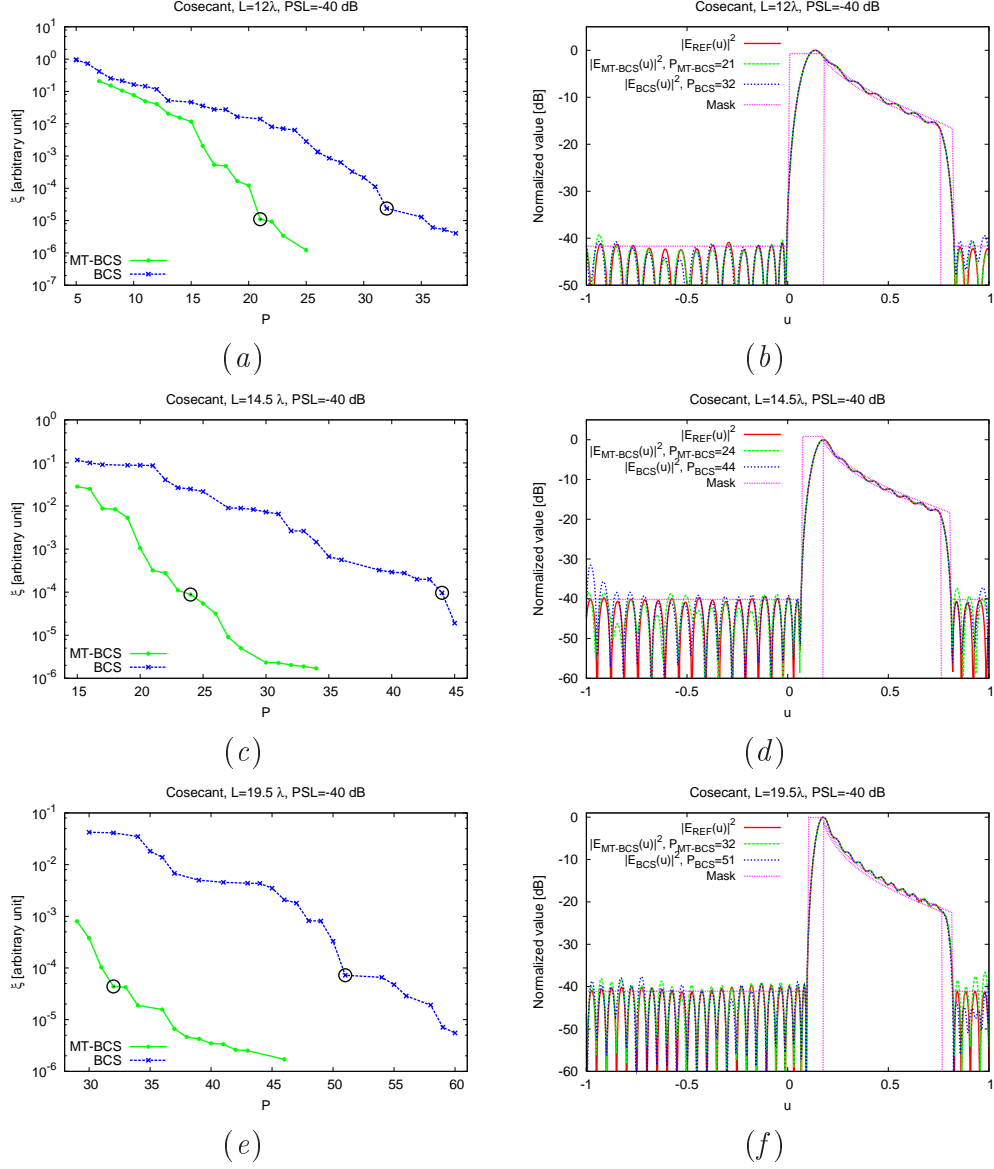 Cosecant, L=12λ, PSL=-40 dB
ξ [arbitrary unit]
10^1
10^0
10^-1
10^-2
10^-3
10^-4
10^-5
10^-6
10^-7
MT-BCS
BCS
5 10 15 20 25 30 35
P
(a)
Cosecant, L=12λ, PSL=-40 dB
Normalized value [dB]
|E_REF(u)|^2
|E_MT-BCS(u)|^2, P_MT-BCS=21
|E_BCS(u)|^2, P_BCS=32
Mask
0
-10
-20
-30
-40
-50
-1 -0.5 0 0.5 1
u
(b)
Cosecant, L=14.5 λ, PSL=-40 dB
ξ [arbitrary unit]
10^0
10^-1
10^-2
10^-3
10^-4
10^-5
10^-6
MT-BCS
BCS
15 20 25 30 35 40 45
P
(c)
Cosecant, L=14.5λ, PSL=-40 dB
Normalized value [dB]
|E_REF(u)|^2
|E_MT-BCS(u)|^2, P_MT-BCS=24
|E_BCS(u)|^2, P_BCS=44
Mask
0
-10
-20
-30
-40
-50
-60
-1 -0.5 0 0.5 1
u
(d)
Cosecant, L=19.5 λ, PSL=-40 dB
ξ [arbitrary unit]
10^-1
10^-2
10^-3
10^-4
10^-5
10^-6
MT-BCS
BCS
30 35 40 45 50 55 60
P
(e)
Cosecant, L=19.5λ, PSL=-40 dB
Normalized value [dB]
|E_REF(u)|^2
|E_MT-BCS(u)|^2, P_MT-BCS=32
|E_BCS(u)|^2, P_BCS=51
Mask
0
-10
-20
-30
-40
-50
-60
-1 -0.5 0 0.5 1
u
(f)